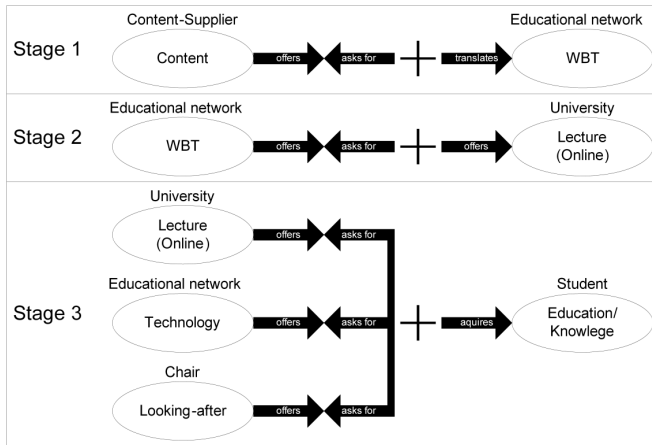 Content-Supplier
Educational network
Stage 1
Content
offers
asks for
translates
WBT
Educational network
University
Stage 2
WBT
offers
asks for
offers
Lecture
(Online)
University
Lecture
(Online)
offers
asks for
Educational network
Student
Stage 3
Technology
offers
asks for
aquires
Education/
Knowlege
Chair
Looking-after
offers
asks for